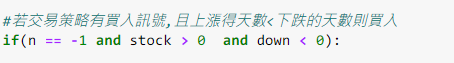 #若交易策略有買入訊號,且上漲得天數<下跌的天數則買入
if(n == -1 and stock > 0  and down < 0):